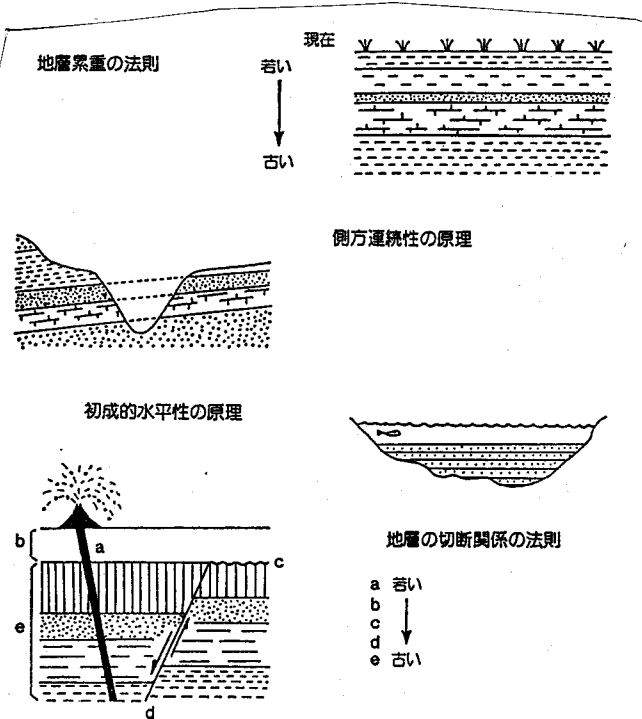 現在
地層累重の法則
若い
古い
側方連続性の原理
初成的水平性の原理
地層の切断関係の法則
b
a
c
e
d
a 若い
b
c
d
e 古い